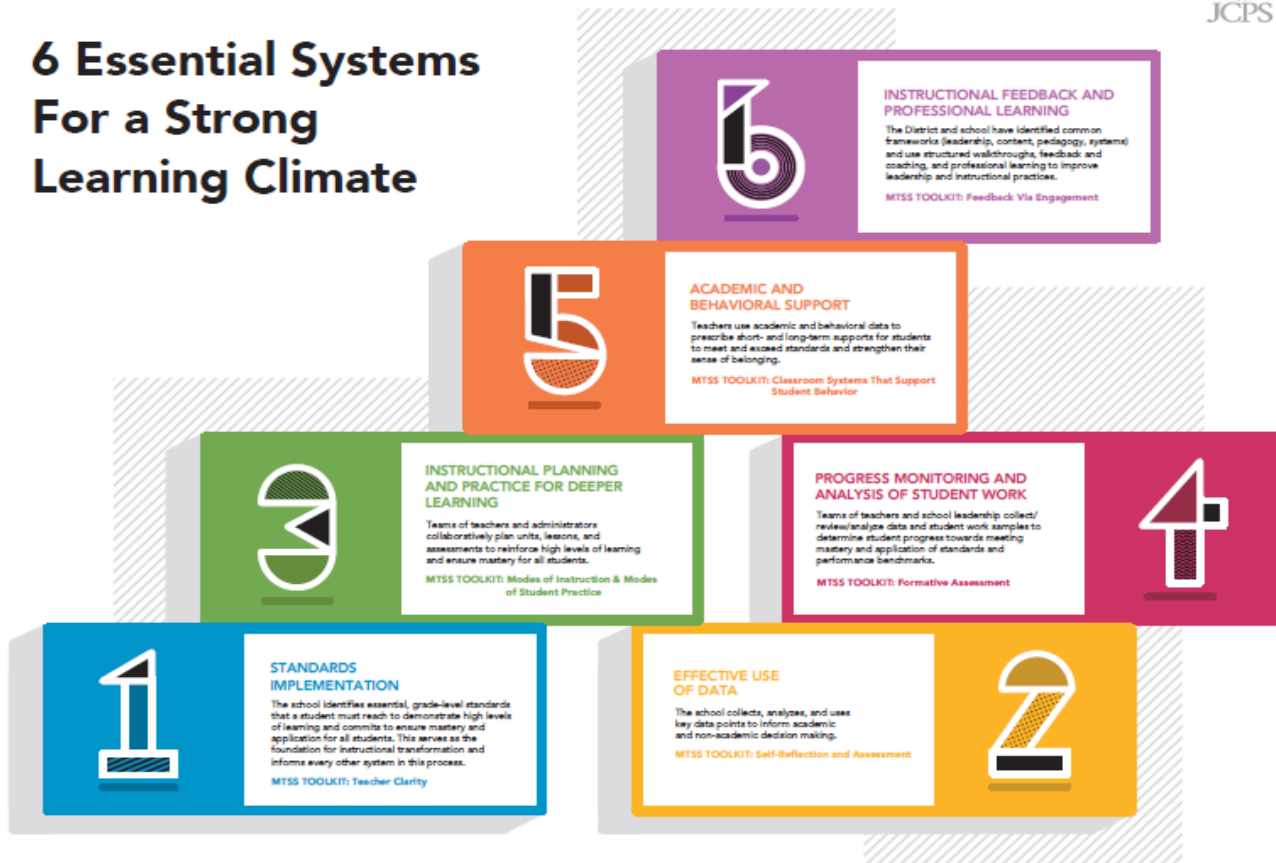 JCPS
6 Essential Systems
For a Strong
Learning Climate
6
INSTRUCTIONAL FEEDBACK AND
PROFESSIONAL LEARNING
The District and school have identified common
frameworks (leadership, content, pedagogy, systems)
and use structured walkthroughs, feedback and
coaching, and professional learning to improve
leadership and instructional practices.
MTSS TOOLKIT: Feedback Via Engagement
5
ACADEMIC AND
BEHAVIORAL SUPPORT
Teachers use academic and behavioral data to
prescribe short- and long-term supports for students
to meet and exceed standards and strengthen their
sense of belonging.
MTSS TOOLKIT: Classroom Systems That Support
Student Behavior
3
INSTRUCTIONAL PLANNING
AND PRACTICE FOR DEEPER
LEARNING
Teams of teachers and administrators
collaboratively plan units, lessons, and
assessments to reinforce high levels of learning
and ensure mastery for all students.
MTSS TOOLKIT: Modes of Instruction & Modes
of Student Practice
PROGRESS MONITORING AND
ANALYSIS OF STUDENT WORK
Teams of teachers and school leadership collect/
review/analyze data and student work samples to
determine student progress towards meeting
mastery and application of standards and
performance benchmarks.
MTSS TOOLKIT: Formative Assessment
4
1
STANDARDS
IMPLEMENTATION
The school identifies essential, grade-level standards
that a student must reach to demonstrate high levels
of learning and commits to ensure mastery and
application for all students. This serves as the
foundation for instructional transformation and
informs every other system in this process.
MTSS TOOLKIT: Teacher Clarity
EFFECTIVE USE
OF DATA
The school collects, analyzes, and uses
key data points to inform academic
and non-academic decision making.
MTSS TOOLKIT: Self-Reflection and Assessment
2